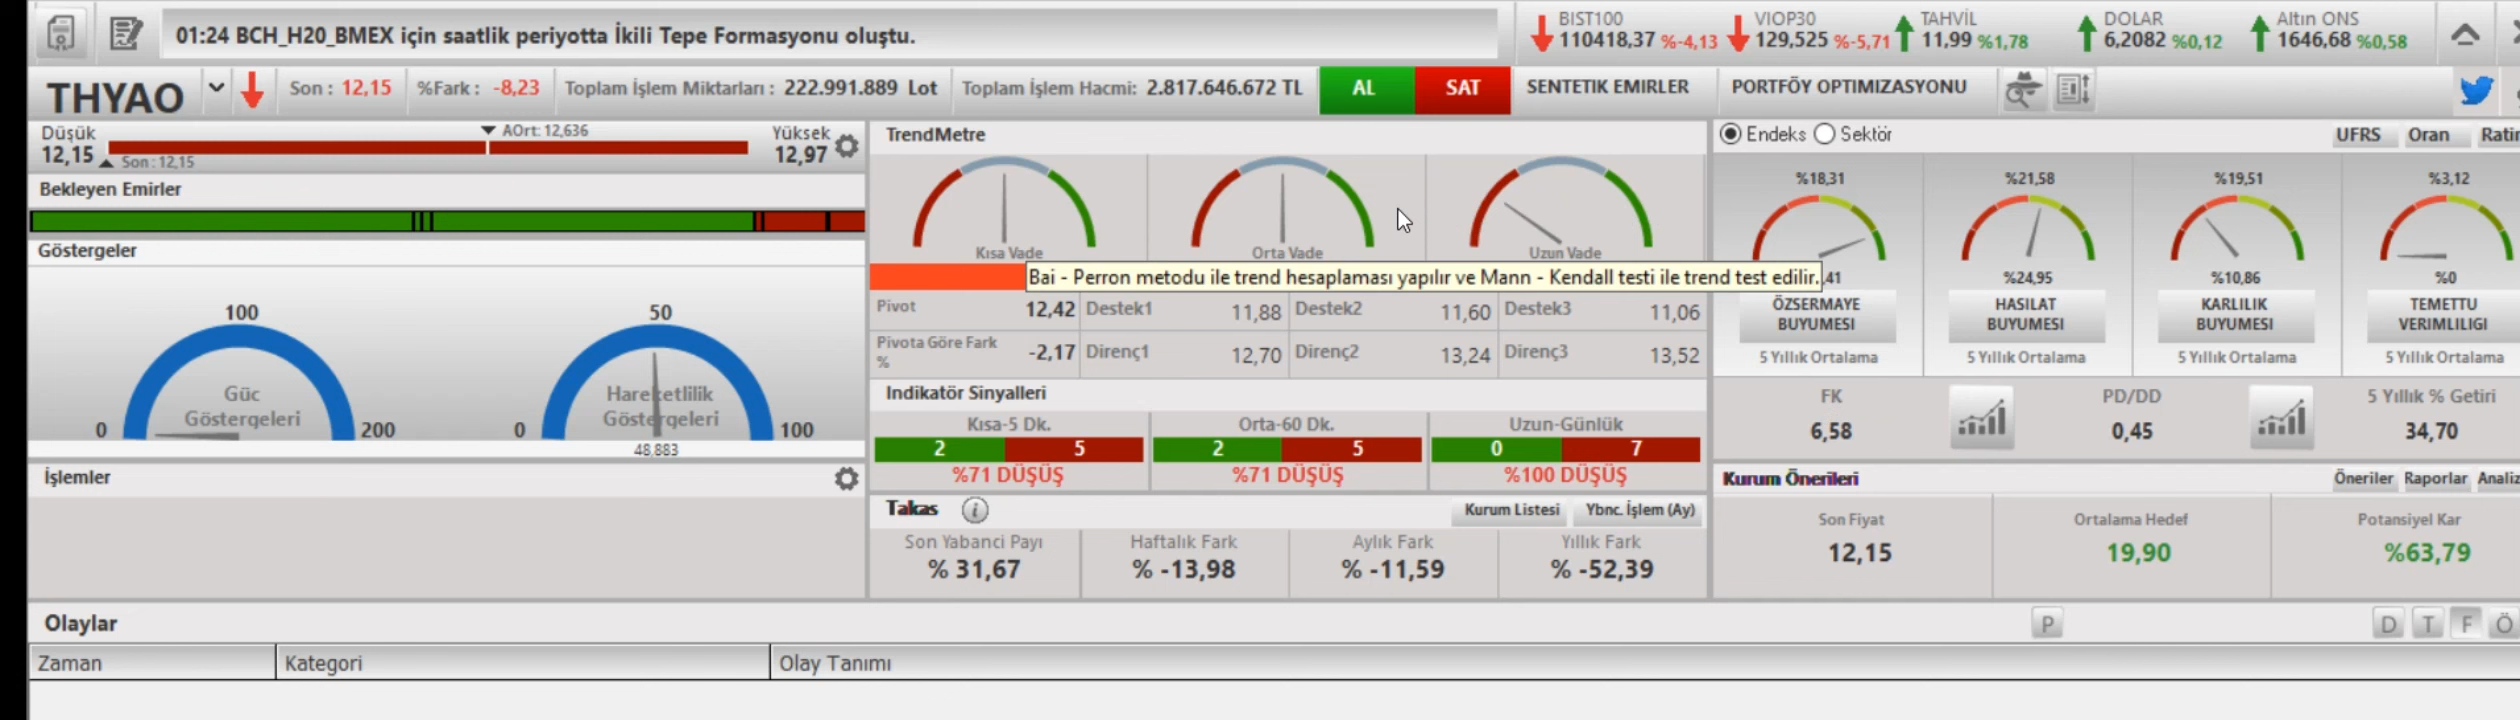 01:24 BCH_H20_BMEX için saatlik periyotta İkili Tepe Formasyonu oluştu.
BIST100
110418,37 %-4,13
VIOP30
129,525 %-5,71
TAHVİL
11,99 %1,78
DOLAR
6,2082 %0,12
Altın ONS
1646,68 %0,58
THYAO
Son : 12,15
%Fark : -8,23
Toplam İşlem Miktarları : 222.991.889 Lot
Toplam İşlem Hacmi: 2.817.646.672 TL
AL
SAT
SENTETIK EMIRLER
PORTFÖY OPTIMIZASYONU
Düşük
12,15
AOrt: 12,636
Son : 12,15
Yüksek
12,97
Bekleyen Emirler
Göstergeler
100
Güç
Göstergeleri
0
200
50
Hareketlilik
Göstergeleri
0
100
48,883
İşlemler
TrendMetre
Kısa Vade
Orta Vade
Uzun Vade
Bai - Perron metodu ile trend hesaplaması yapılır ve Mann - Kendall testi ile trend test edilir.
Pivot 12,42 Destek1 11,88 Destek2 11,60 Destek3 11,06
Pivota Göre Fark
% -2,17 Direnç1 12,70 Direnç2 13,24 Direnç3 13,52
Indikatör Sinyalleri
Kısa-5 Dk.
2 5
%71 DÜŞÜŞ
Orta-60 Dk.
2 5
%71 DÜŞÜŞ
Uzun-Günlük
0 7
%100 DÜŞÜŞ
Takas
i
Kurum Listesi
Ybnc. İşlem (Ay)
Son Yabanci Payı
% 31,67
Haftalık Fark
% -13,98
Aylık Fark
% -11,59
Yıllık Fark
% -52,39
Endeks
Sektör
UFRS
Oran
%18,31
,41
ÖZSERMAYE
BUYUMESI
5 Yıllık Ortalama
%21,58
%24,95
HASILAT
BUYUMESI
5 Yıllık Ortalama
%19,51
%10,86
KARLILIK
BUYUMESI
5 Yıllık Ortalama
%3,12
%0
TEMETTU
VERIMLILIGI
5 Yıllık Ortalama
FK
6,58
PD/DD
0,45
5 Yıllık % Getiri
34,70
Kurum Önerileri
Öneriler
Raporlar
Analiz
Son Fiyat
12,15
Ortalama Hedef
19,90
Potansiyel Kar
%63,79
Olaylar
P
D
T
F
Ö
Zaman
Kategori
Olay Tanımı